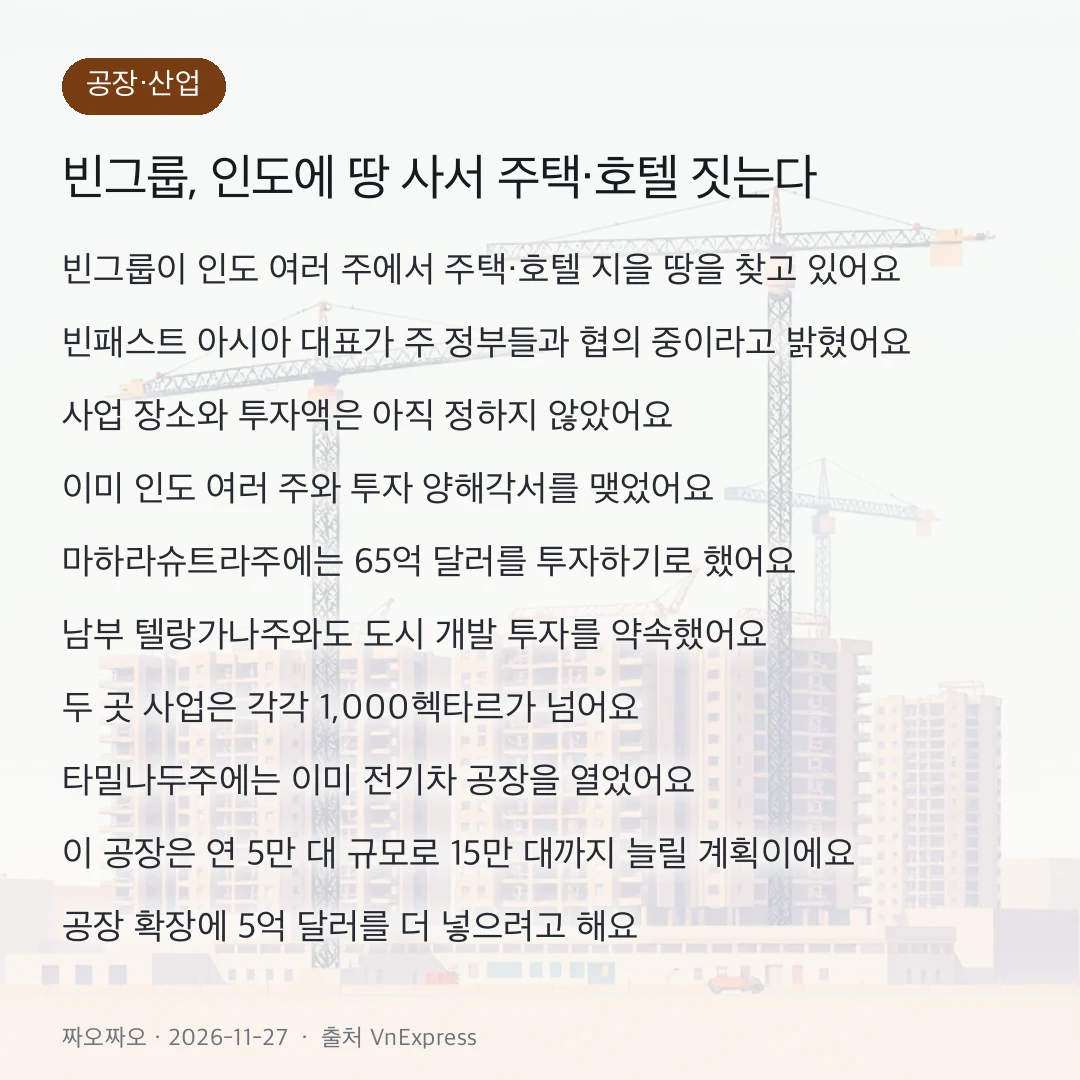 공장·산업
빈그룹, 인도에 땅 사서 주택·호텔 짓는다
빈그룹이 인도 여러 주에서 주택·호텔 지을 땅을 찾고 있어요
빈패스트 아시아 대표가 주 정부들과 협의 중이라고 밝혔어요
사업 장소와 투자액은 아직 정하지 않았어요
이미 인도 여러 주와 투자 양해각서를 맺었어요
마하라슈트라주에는 65억 달러를 투자하기로 했어요
남부 텔랑가나주와도 도시 개발 투자를 약속했어요
두 곳 사업은 각각 1,000헥타르가 넘어요
타밀나두주에는 이미 전기차 공장을 열었어요
이 공장은 연 5만 대 규모로 15만 대까지 늘릴 계획이에요
공장 확장에 5억 달러를 더 넣으려고 해요
짜오짜오 · 2026-11-27 · 출처 VnExpress